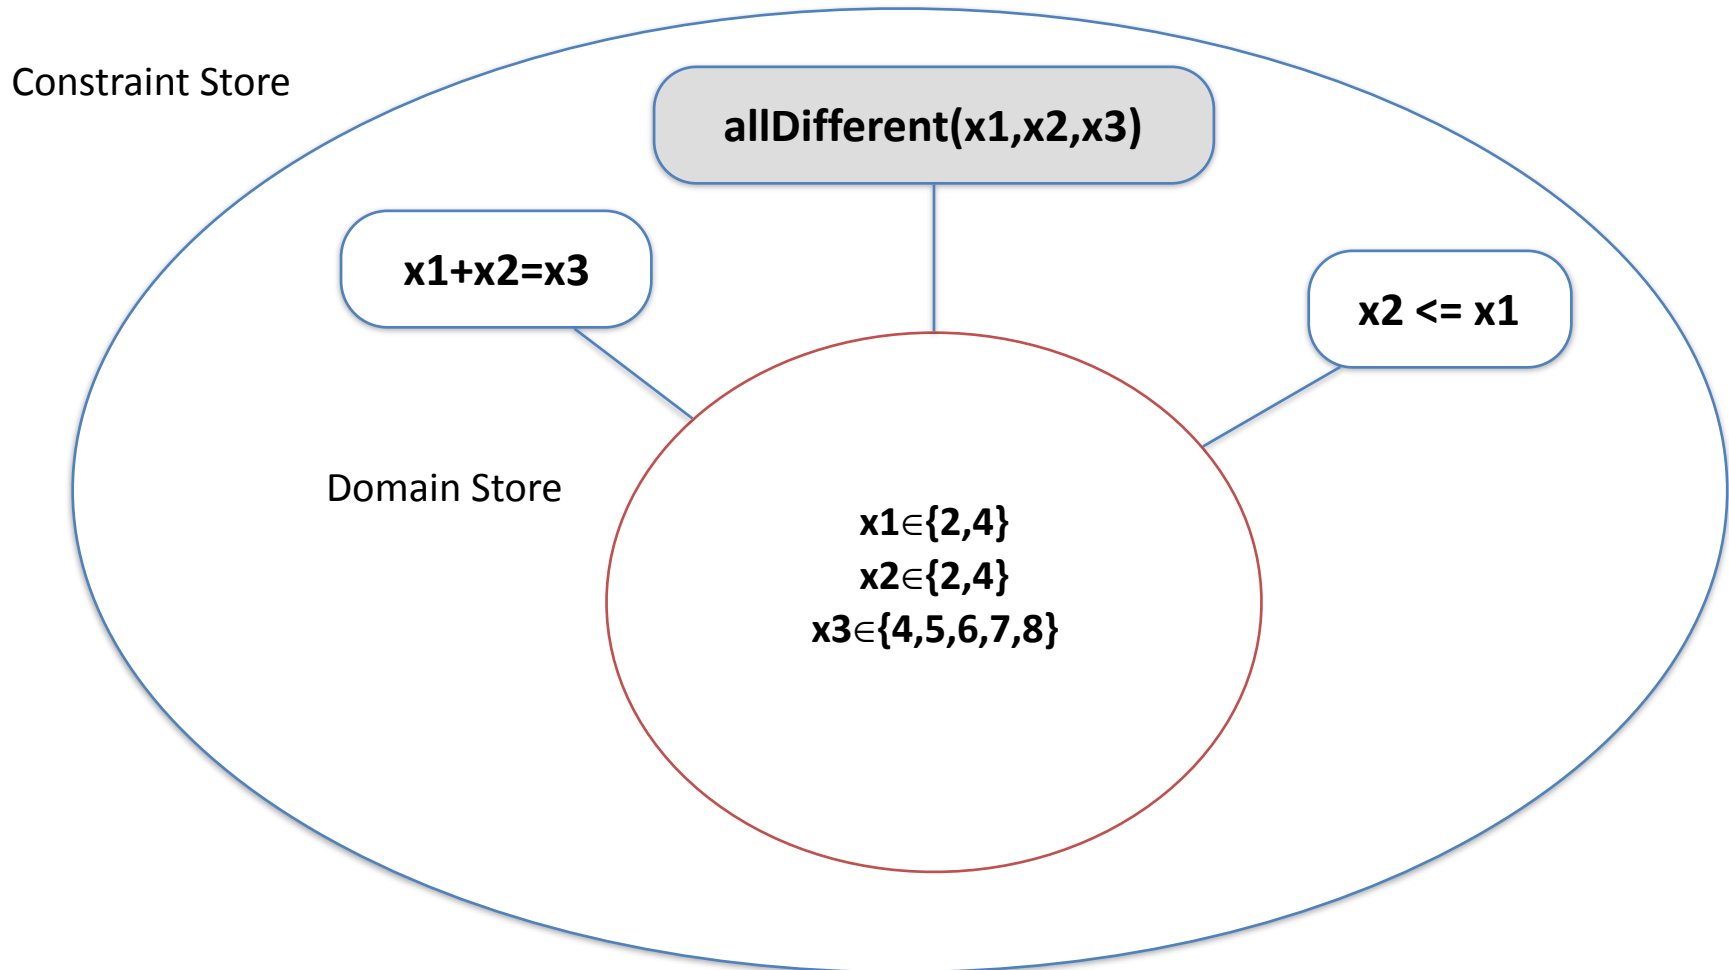 Constraint Store
allDifferent(x1,x2,x3)
x1+x2=x3
x2 <= x1
Domain Store
x1∈{2,4}
x2∈{2,4}
x3∈{4,5,6,7,8}